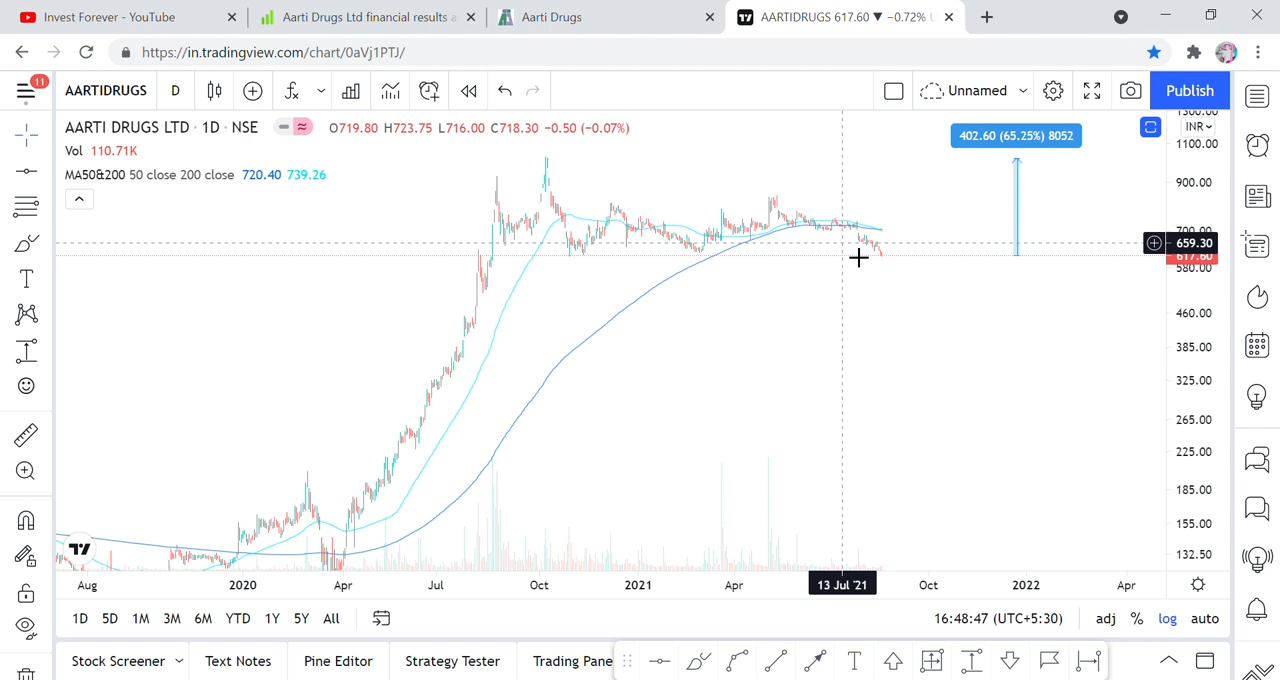 Invest Forever - YouTube
Aarti Drugs Ltd financial results a
Aarti Drugs
AARTIDRUGS 617.60 ▼ −0.72% U
https://in.tradingview.com/chart/0aVj1PTJ/
11
AARTIDRUGS
D
Unnamed
Publish
AARTI DRUGS LTD · 1D · NSE
O719.80 H723.75 L716.00 C718.30 −0.50 (−0.07%)
Vol 110.71K
MA50&200 50 close 200 close 720.40 739.26
402.60 (65.25%) 8052
INR
1300.00
1100.00
900.00
700.00
659.30
617.60
580.00
460.00
385.00
325.00
265.00
225.00
185.00
155.00
132.50
Aug
2020
Apr
Jul
Oct
2021
Apr
13 Jul '21
Oct
2022
Apr
1D 5D 1M 3M 6M YTD 1Y 5Y All
16:48:47 (UTC+5:30)
adj % log auto
Stock Screener
Text Notes
Pine Editor
Strategy Tester
Trading Pane